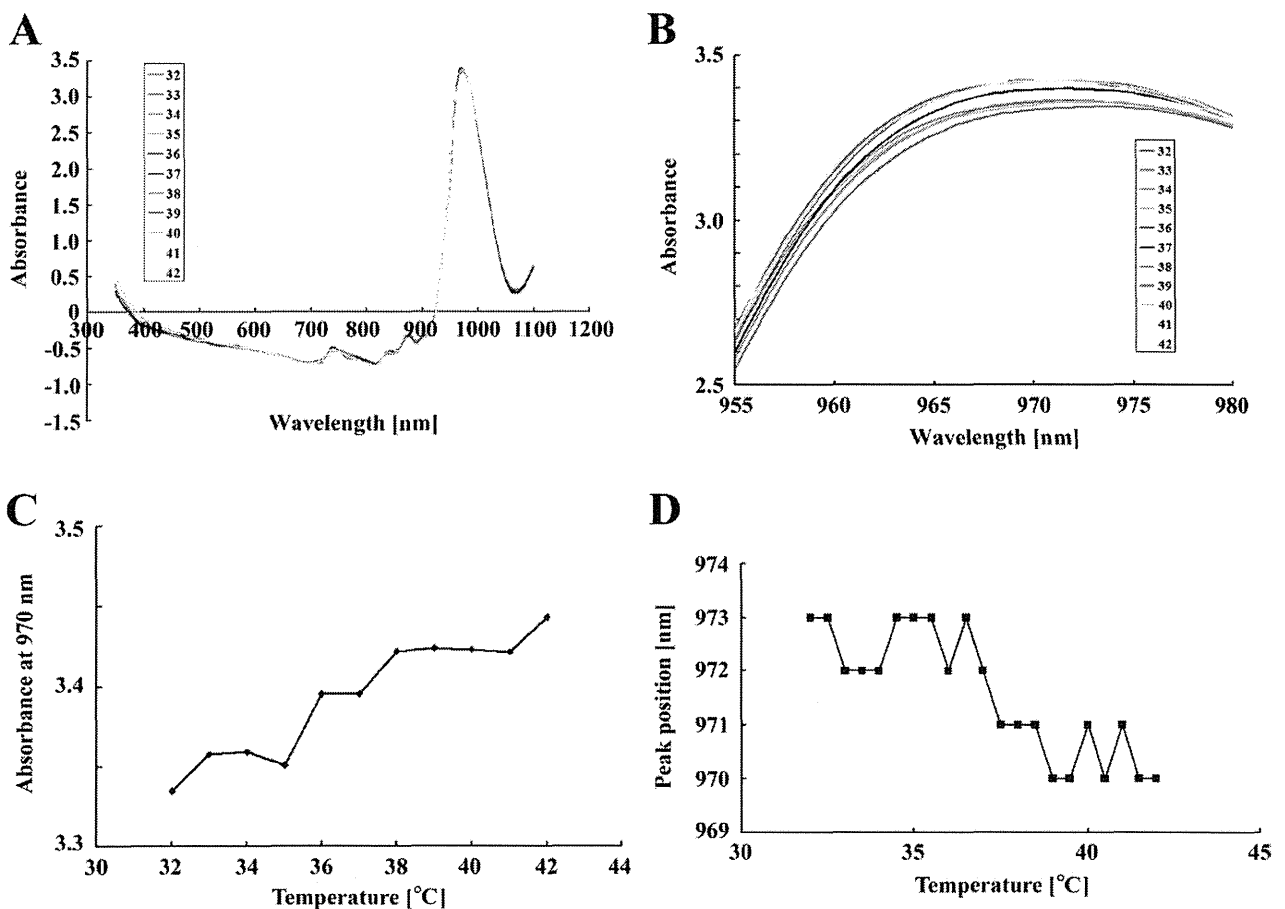 A
3.5
3.0
2.5
2.0
1.5
1.0
0.5
0
-0.5
-1.0
-1.5
300 400 500 600 700 800 900 1000 1100 1200
Absorbance
Wavelength [nm]
32
33
34
35
36
37
38
39
40
41
42
B
3.5
3.0
2.5
955 960 965 970 975 980
Absorbance
Wavelength [nm]
32
33
34
35
36
37
38
39
40
41
42
C
3.5
3.4
3.3
30 32 34 36 38 40 42 44
Absorbance at 970 nm
Temperature [°C]
D
974
973
972
971
970
969
30 35 40 45
Peak position [nm]
Temperature [°C]